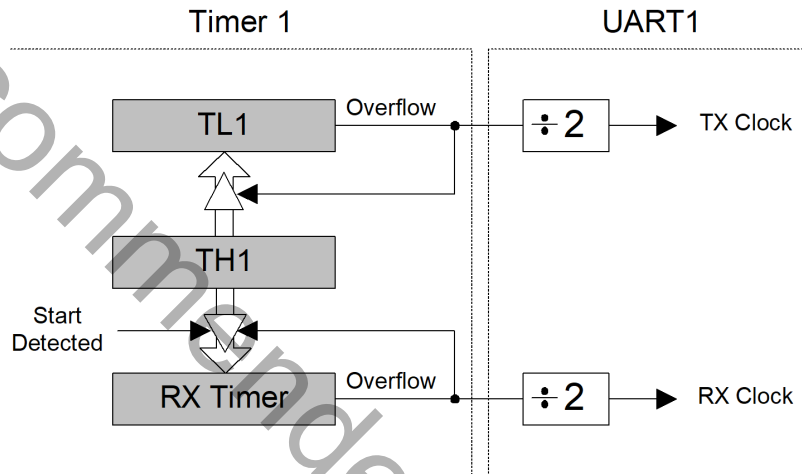 Timer 1
UART1
TL1
Overflow
÷ 2
TX Clock
TH1
Start
Detected
RX Timer
Overflow
÷ 2
RX Clock